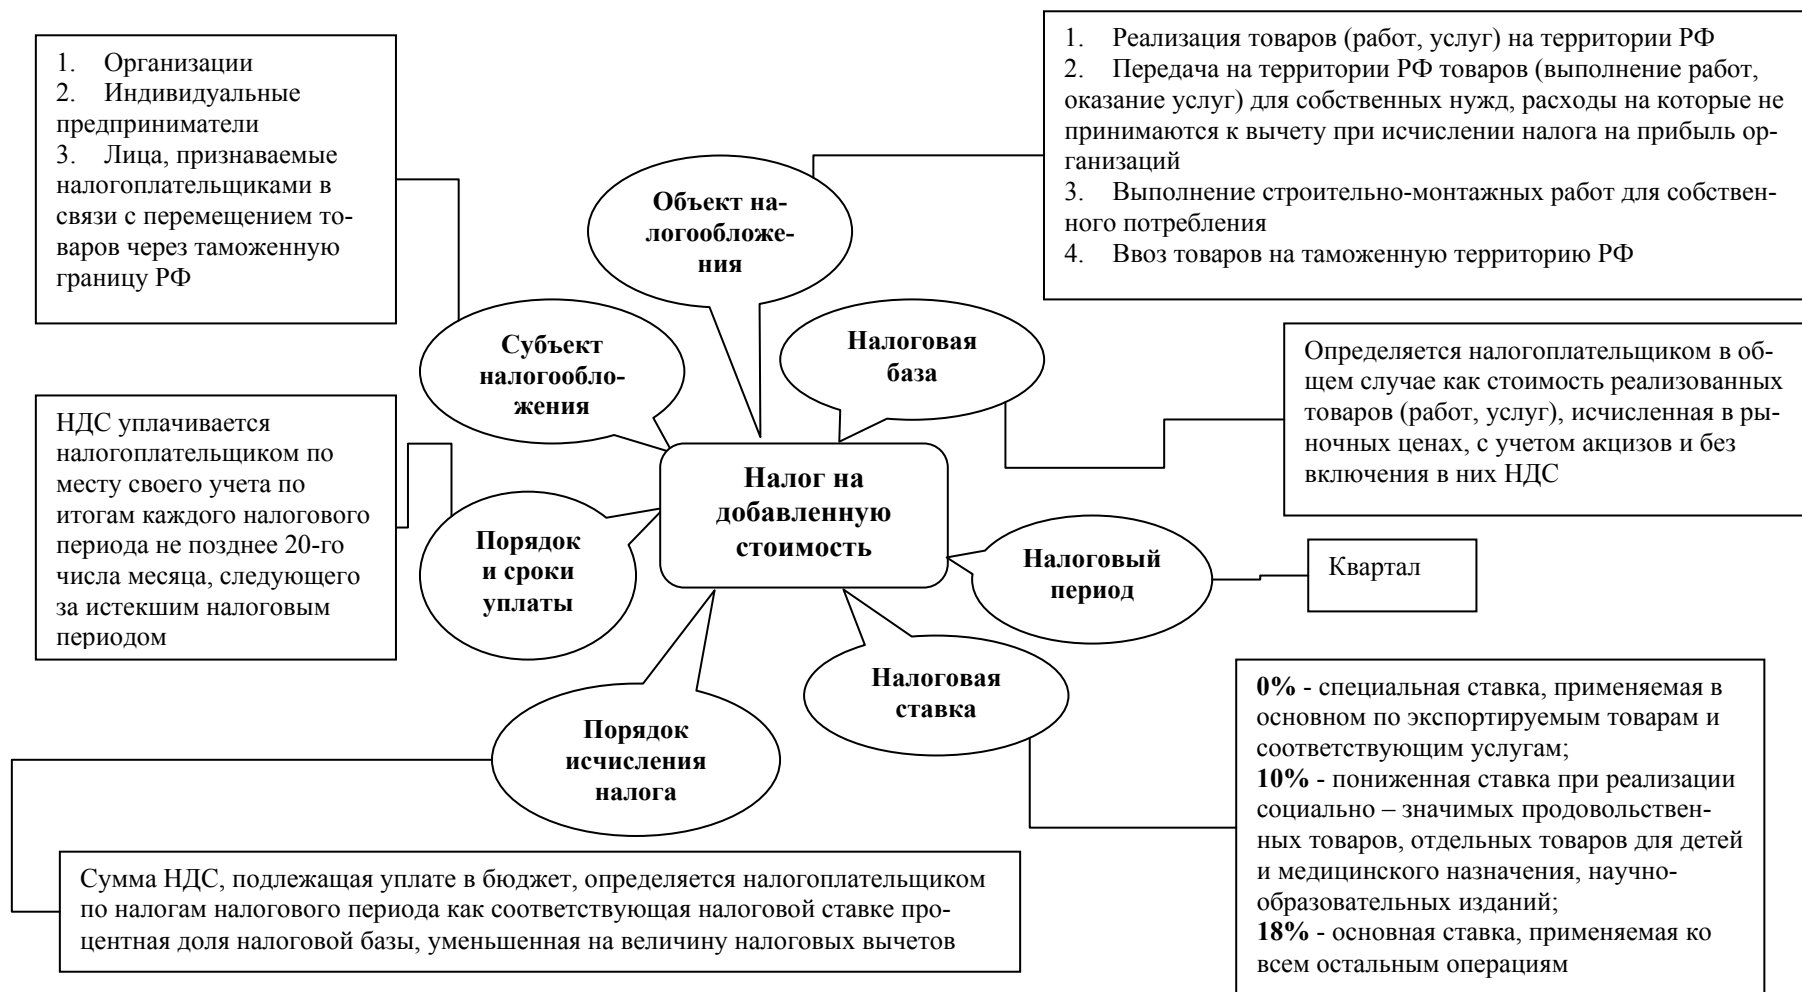 1. Организации
2. Индивидуальные
предприниматели
3. Лица, признаваемые
налогоплательщиками в
связи с перемещением то-
варов через таможенную
границу РФ
1. Реализация товаров (работ, услуг) на территории РФ
2. Передача на территории РФ товаров (выполнение работ,
оказание услуг) для собственных нужд, расходы на которые не
принимаются к вычету при исчислении налога на прибыль ор-
ганизаций
3. Выполнение строительно-монтажных работ для собствен-
ного потребления
4. Ввоз товаров на таможенную территорию РФ
Объект на-
логообложе-
ния
Субъект
налогообло-
жения
Налоговая
база
Определяется налогоплательщиком в об-
щем случае как стоимость реализованных
товаров (работ, услуг), исчисленная в ры-
ночных ценах, с учетом акцизов и без
включения в них НДС
НДС уплачивается
налогоплательщиком по
месту своего учета по
итогам каждого налогового
периода не позднее 20-го
числа месяца, следующего
за истекшим налоговым
периодом
Налог на
добавленную
стоимость
Порядок
и сроки
уплаты
Налоговый
период
Квартал
Налоговая
ставка
Порядок
исчисления
налога
0% - специальная ставка, применяемая в
основном по экспортируемым товарам и
соответствующим услугам;
10% - пониженная ставка при реализации
социально – значимых продовольствен-
ных товаров, отдельных товаров для детей
и медицинского назначения, научно-
образовательных изданий;
18% - основная ставка, применяемая ко
всем остальным операциям
Сумма НДС, подлежащая уплате в бюджет, определяется налогоплательщиком
по налогам налогового периода как соответствующая налоговой ставке про-
центная доля налоговой базы, уменьшенная на величину налоговых вычетов